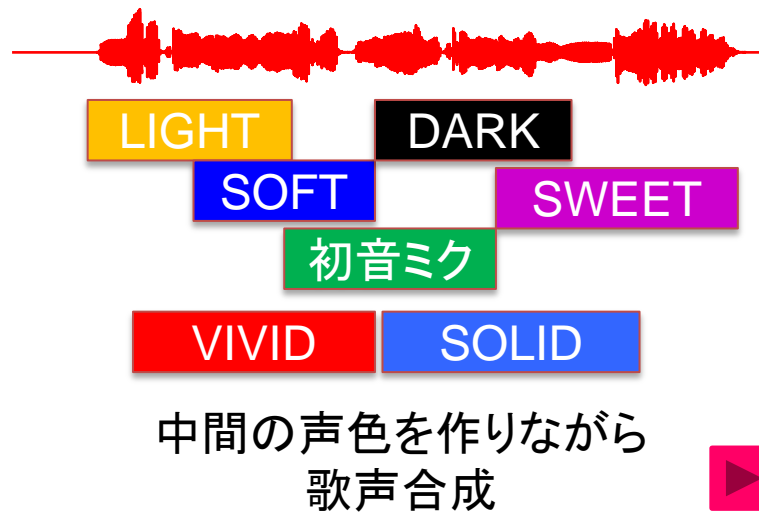 LIGHT
DARK
SOFT
SWEET
初音ミク
VIVID
SOLID
中間の声色を作りながら
歌声合成